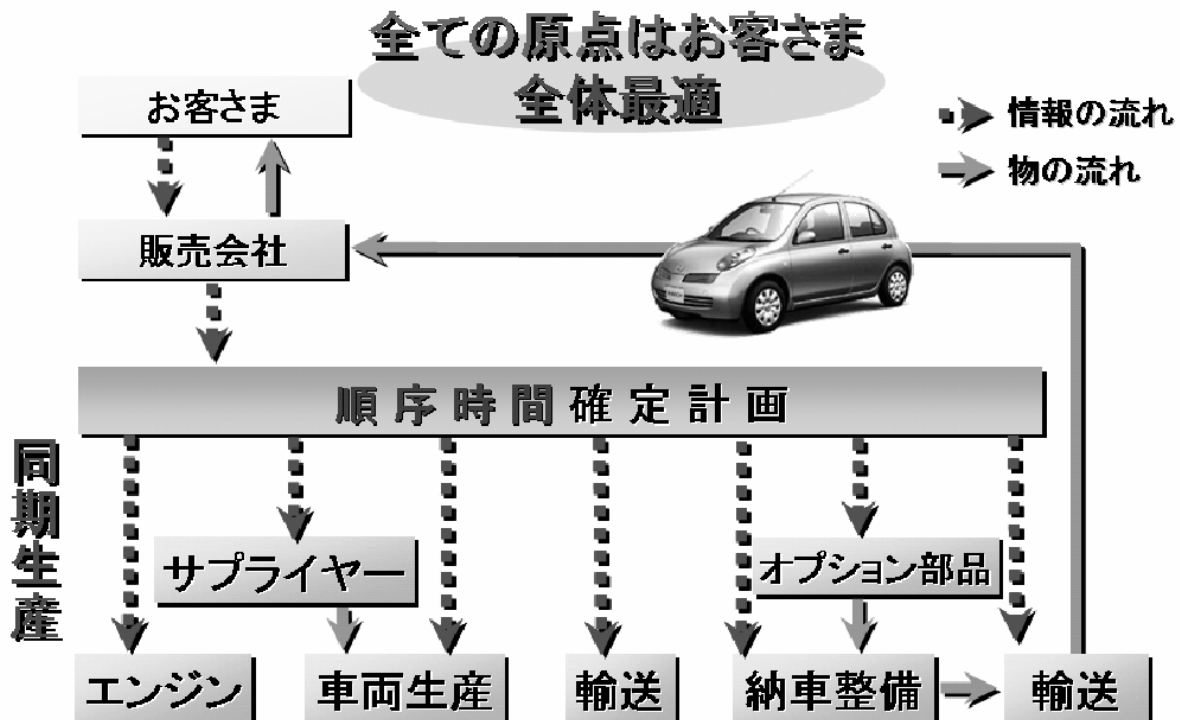 全ての原点はお客さま
全体最適
お客さま
情報の流れ
物の流れ
販売会社
順序時間確定計画
同期生産
サプライヤー
オプション部品
エンジン
車両生産
輸送
納車整備
輸送